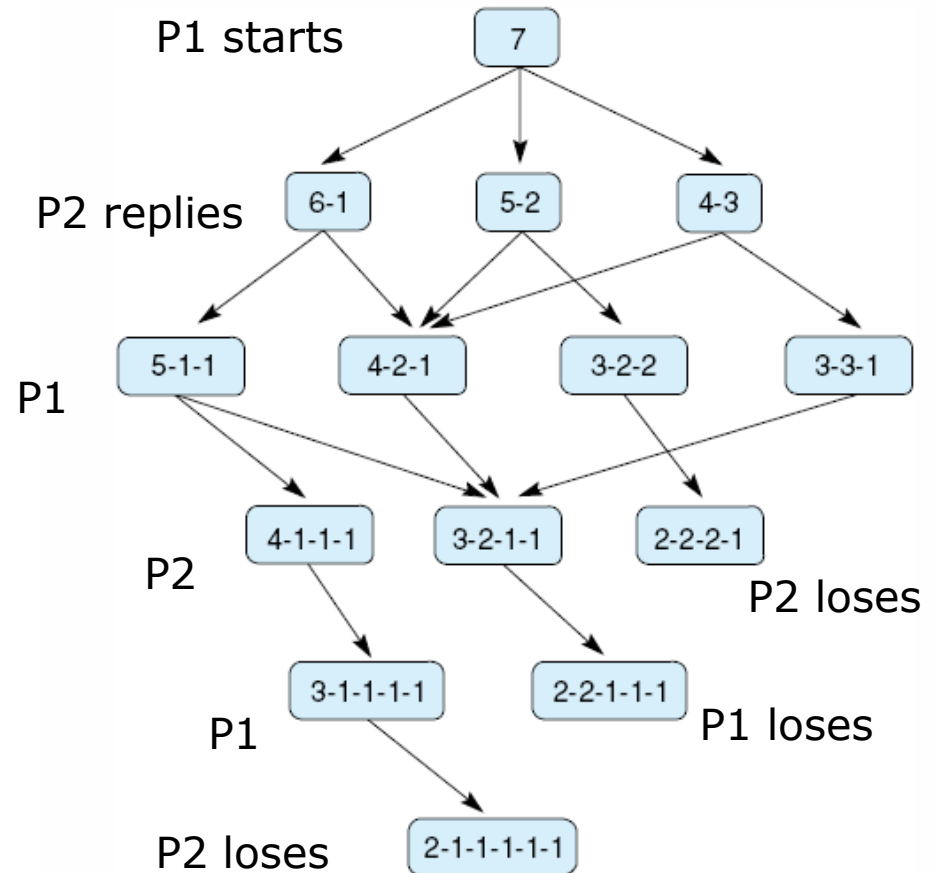 P1 starts
7
P2 replies
6-1
5-2
4-3
P1
5-1-1
4-2-1
3-2-2
3-3-1
P2
4-1-1-1
3-2-1-1
2-2-2-1
P2 loses
P1
3-1-1-1-1
2-2-1-1-1
P1 loses
P2 loses
2-1-1-1-1-1